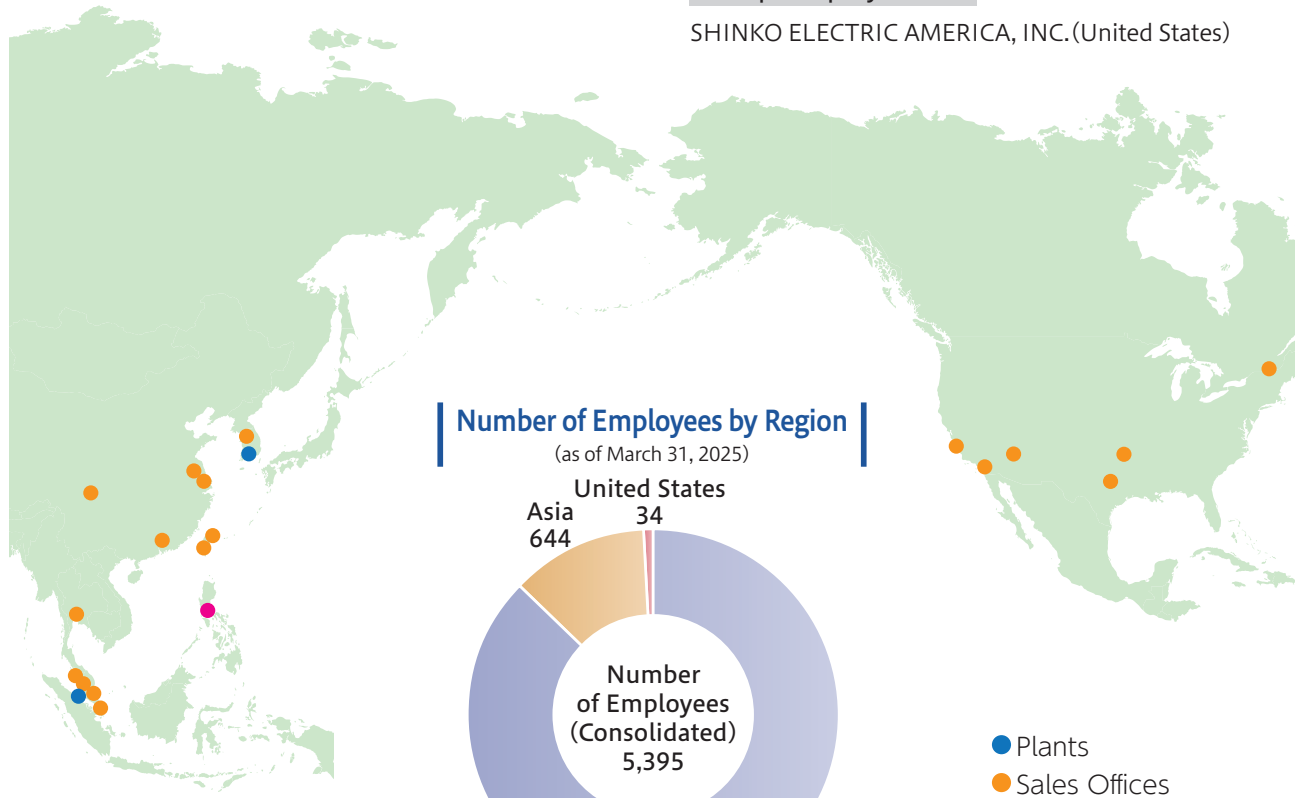 SHINKO ELECTRIC AMERICA, INC.(United States)
Number of Employees by Region
(as of March 31, 2025)
United States
34
Asia
644
Number
of Employees
(Consolidated)
5,395
Plants
Sales Offices